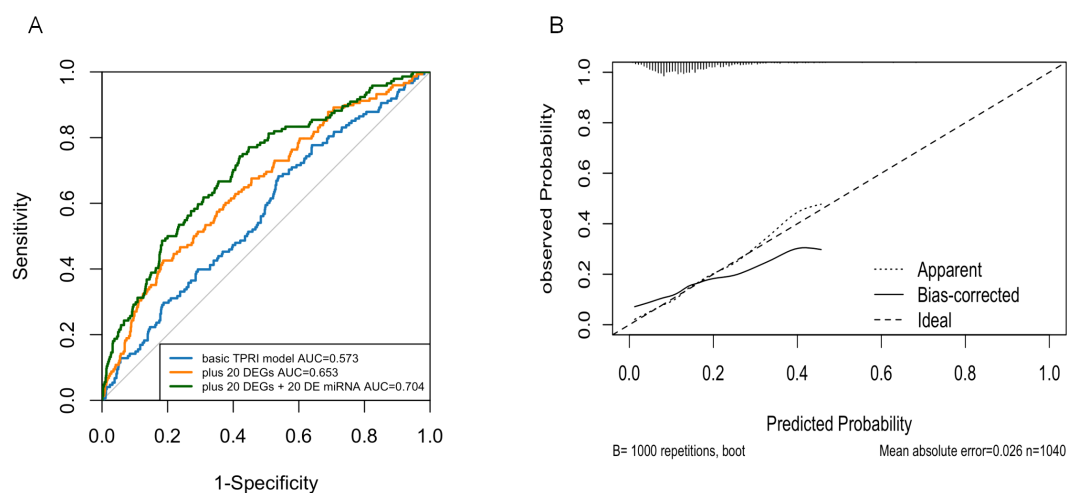 A
Sensitivity
1.0
0.8
0.6
0.4
0.2
0.0
basic TPRI model AUC=0.573
plus 20 DEGs AUC=0.653
plus 20 DEGs + 20 DE miRNA AUC=0.704
0.0 0.2 0.4 0.6 0.8 1.0
1-Specificity
B
observed Probability
1.0
0.8
0.6
0.4
0.2
0.0
Apparent
Bias-corrected
Ideal
0.0 0.2 0.4 0.6 0.8 1.0
Predicted Probability
B= 1000 repetitions, boot
Mean absolute error=0.026 n=1040